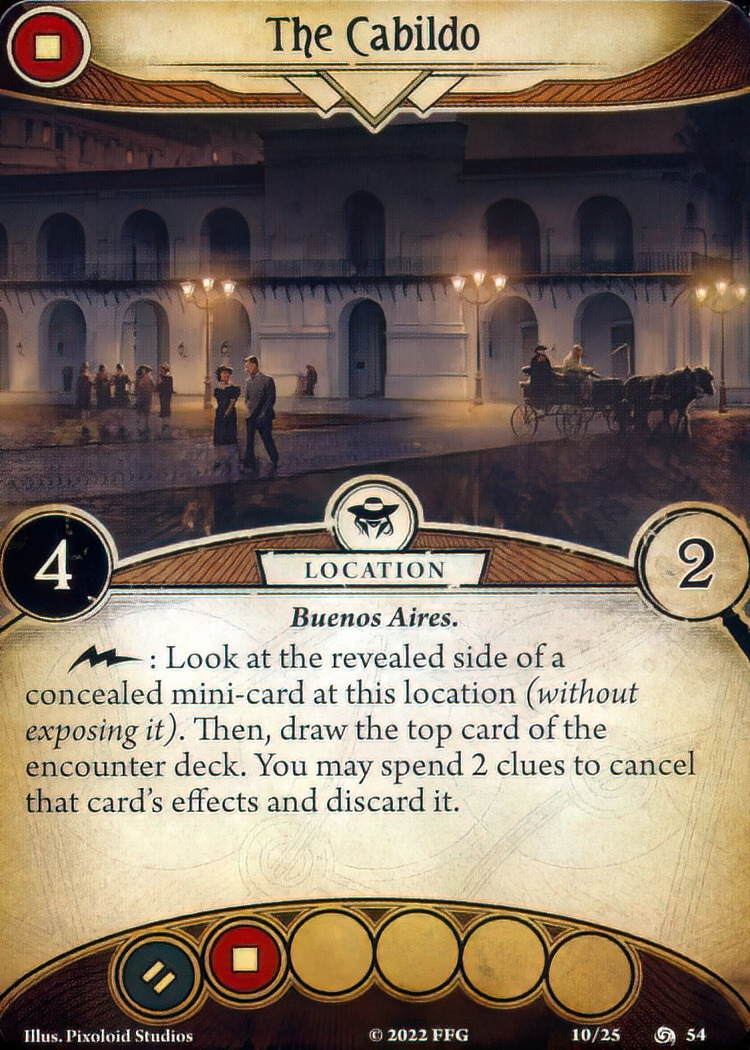 The Cabildo
4
LOCATION
2
Buenos Aires.
: Look at the revealed side of a
concealed mini-card at this location (without
exposing it). Then, draw the top card of the
encounter deck. You may spend 2 clues to cancel
that card's effects and discard it.
Illus. Pixoloid Studios © 2022 FFG 10/25 54